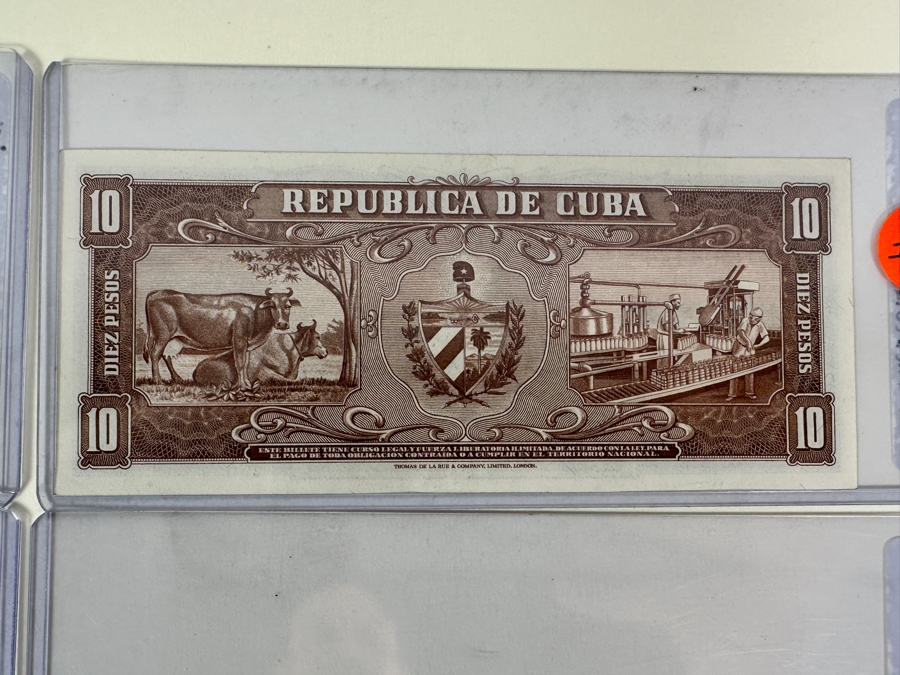 10
REPUBLICA DE CUBA
10
DIEZ PESOS
DIEZ PESOS
10
10
ESTE BILLETE TIENE CURSO LEGAL Y FUERZA LIBERATORIA ILIMITADA, DE ACUERDO CON LA LEY, PARA
EL PAGO DE TODA OBLIGACION CONTRAIDA O A CUMPLIR EN EL TERRITORIO NACIONAL.
THOMAS DE LA RUE & COMPANY, LIMITED, LONDON.